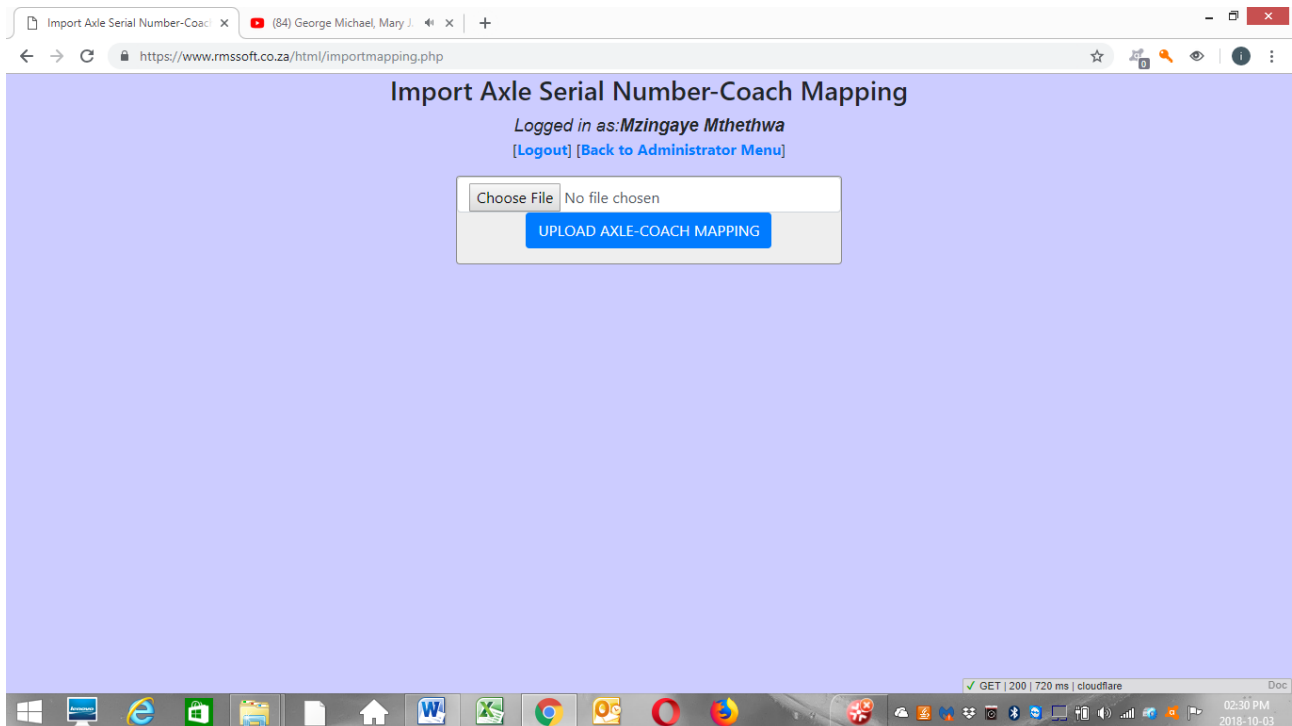 Import Axle Serial Number-Coac
(84) George Michael, Mary J.
https://www.rmssoft.co.za/html/importmapping.php
0
i
Import Axle Serial Number-Coach Mapping
Logged in as:Mzingaye Mthethwa
[Logout] [Back to Administrator Menu]
Choose File No file chosen
UPLOAD AXLE-COACH MAPPING
✓ GET | 200 | 720 ms | cloudflare Doc
lenovo
02:30 PM
2018-10-03